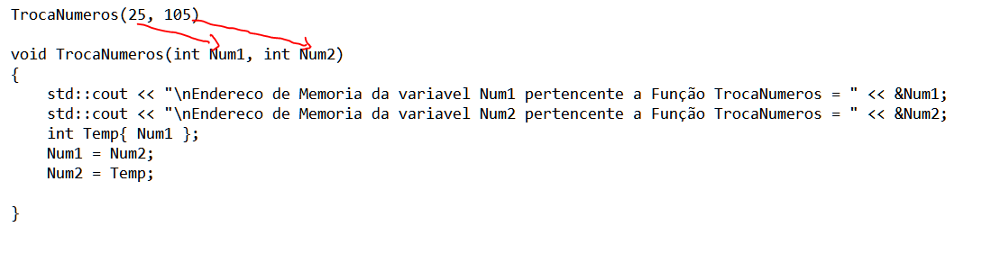 TrocaNumeros(25, 105)
void TrocaNumeros(int Num1, int Num2)
{
std::cout << "\nEndereco de Memoria da variavel Num1 pertencente a Função TrocaNumeros = " << &Num1;
std::cout << "\nEndereco de Memoria da variavel Num2 pertencente a Função TrocaNumeros = " << &Num2;
int Temp{ Num1 };
Num1 = Num2;
Num2 = Temp;
}